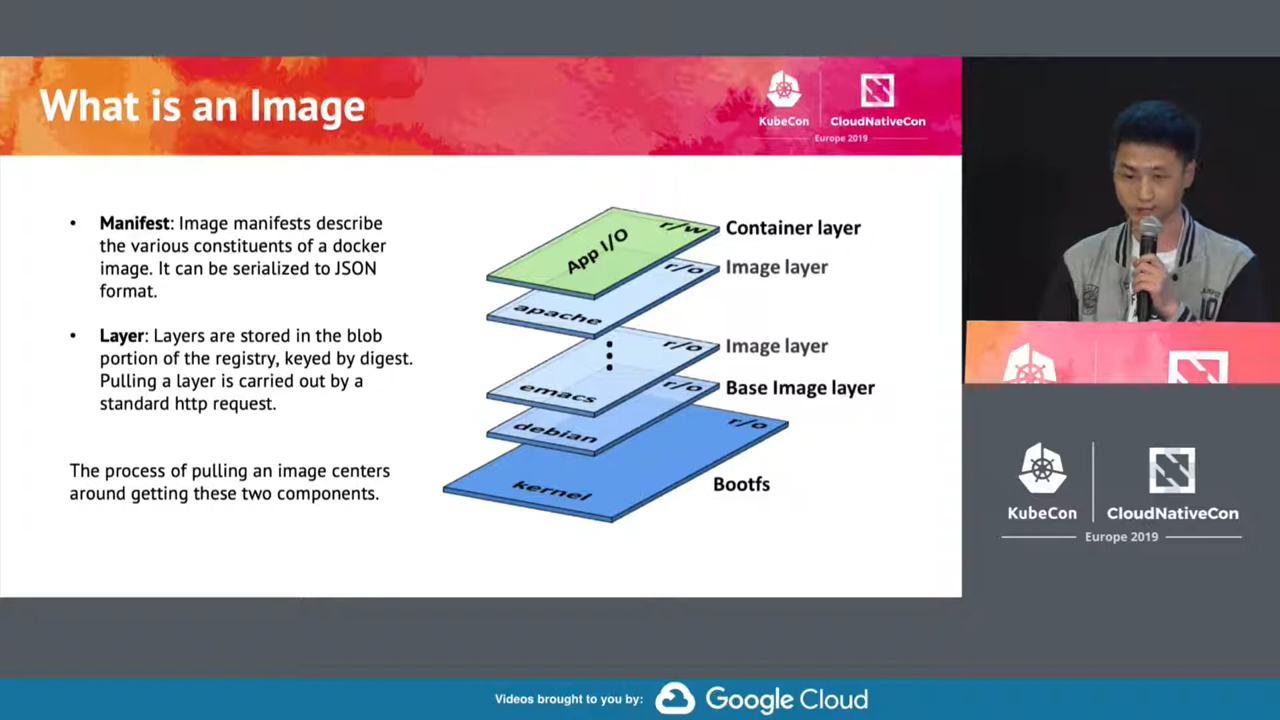 What is an Image
KubeCon
CloudNativeCon
Europe 2019
• Manifest: Image manifests describe
the various constituents of a docker
image. It can be serialized to JSON
format.
• Layer: Layers are stored in the blob
portion of the registry, keyed by digest.
Pulling a layer is carried out by a
standard http request.
The process of pulling an image centers
around getting these two components.
r/w
App I/O
Container layer
r/o
Image layer
apache
r/o
Image layer
emacs
r/o
Base Image layer
debian
r/o
kernel
Bootfs
10
KubeCon
CloudNativeCon
Europe 2019
Videos brought to you by: Google Cloud